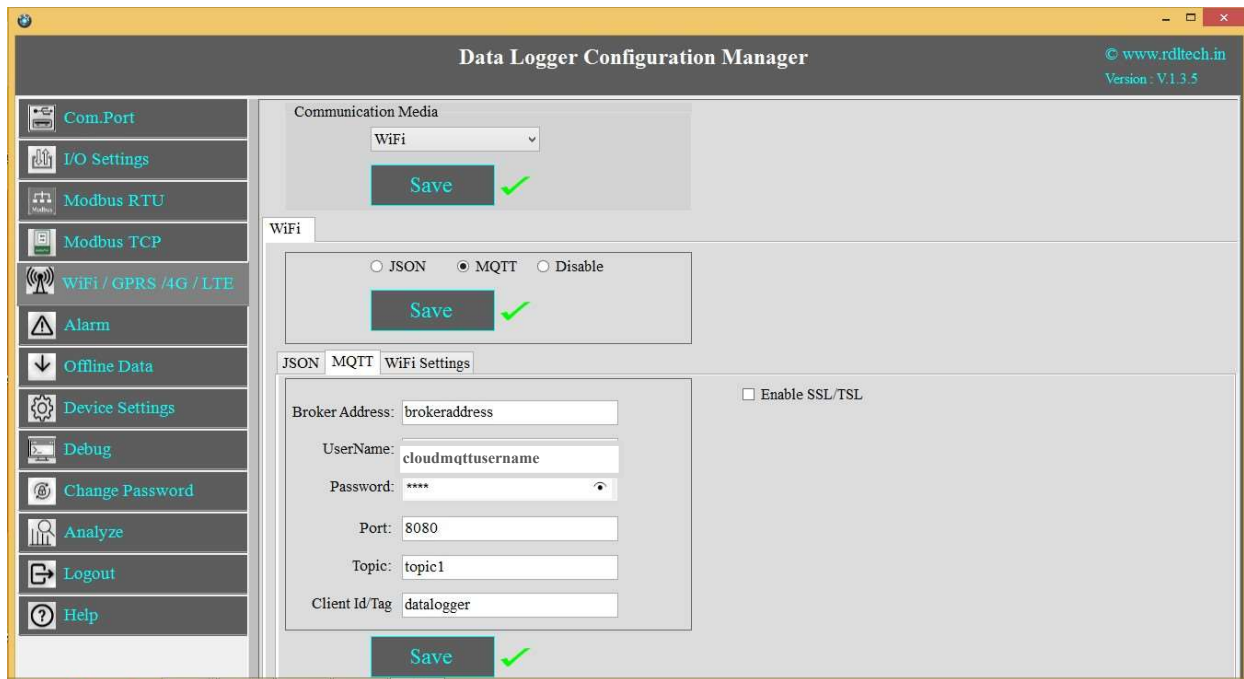 Data Logger Configuration Manager
© www.rdltech.in
Version : V.1.3.5
Com.Port
I/O Settings
Modbus RTU
Modbus TCP
WiFi / GPRS /4G / LTE
Alarm
Offline Data
Device Settings
Debug
Change Password
Analyze
Logout
Help
Communication Media
WiFi
Save
WiFi
JSON MQTT Disable
Save
JSON MQTT WiFi Settings
Broker Address: brokeraddress
UserName: cloudmqttusername
Password: ****
Port: 8080
Topic: topic1
Client Id/Tag datalogger
Save
Enable SSL/TSL